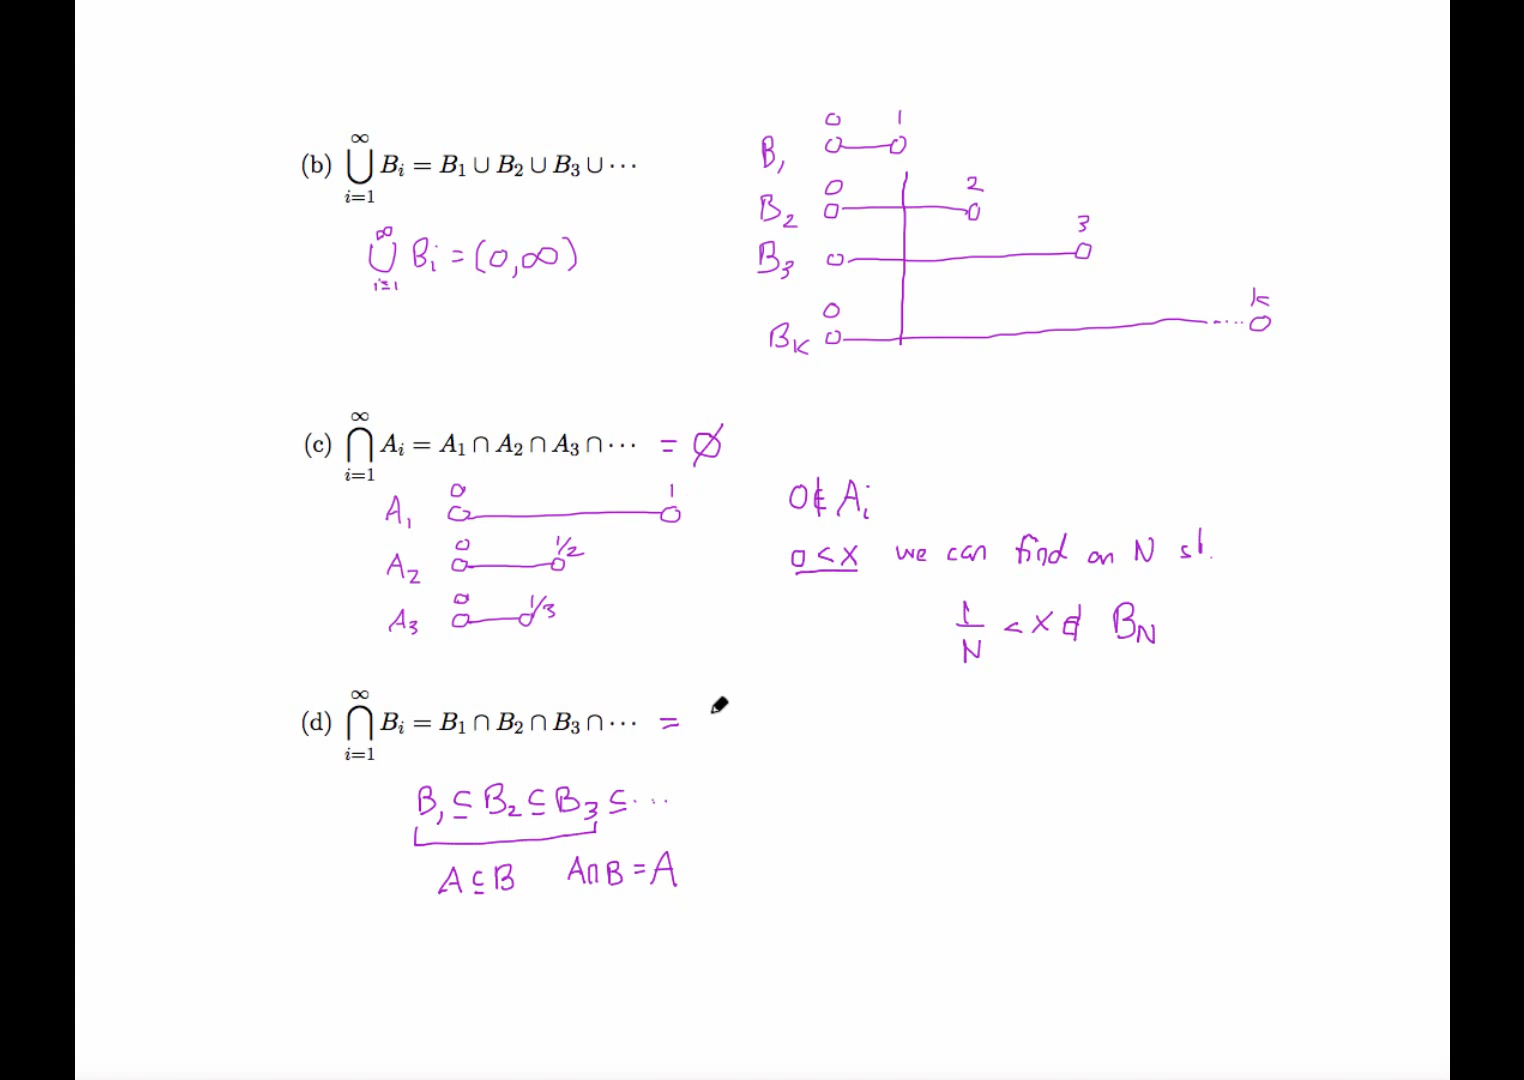 (b) ⋃_{i=1}^{∞} B_i = B_1 ∪ B_2 ∪ B_3 ∪ ⋯
⋃_{i=1}^{∞} B_i = (0,∞)
0 1
B_1
0 2
B_2
3
B_3
0 k
B_K
(c) ⋂_{i=1}^{∞} A_i = A_1 ∩ A_2 ∩ A_3 ∩ ⋯ = ∅
0 1
A_1
0 1/2
A_2
0 1/3
A_3
0 ∉ A_i
0 < x we can find an N st.
1/N < x ∉ B_N
(d) ⋂_{i=1}^{∞} B_i = B_1 ∩ B_2 ∩ B_3 ∩ ⋯ =
B_1 ⊆ B_2 ⊆ B_3 ⊆ ⋯
A ⊆ B A∩B = A